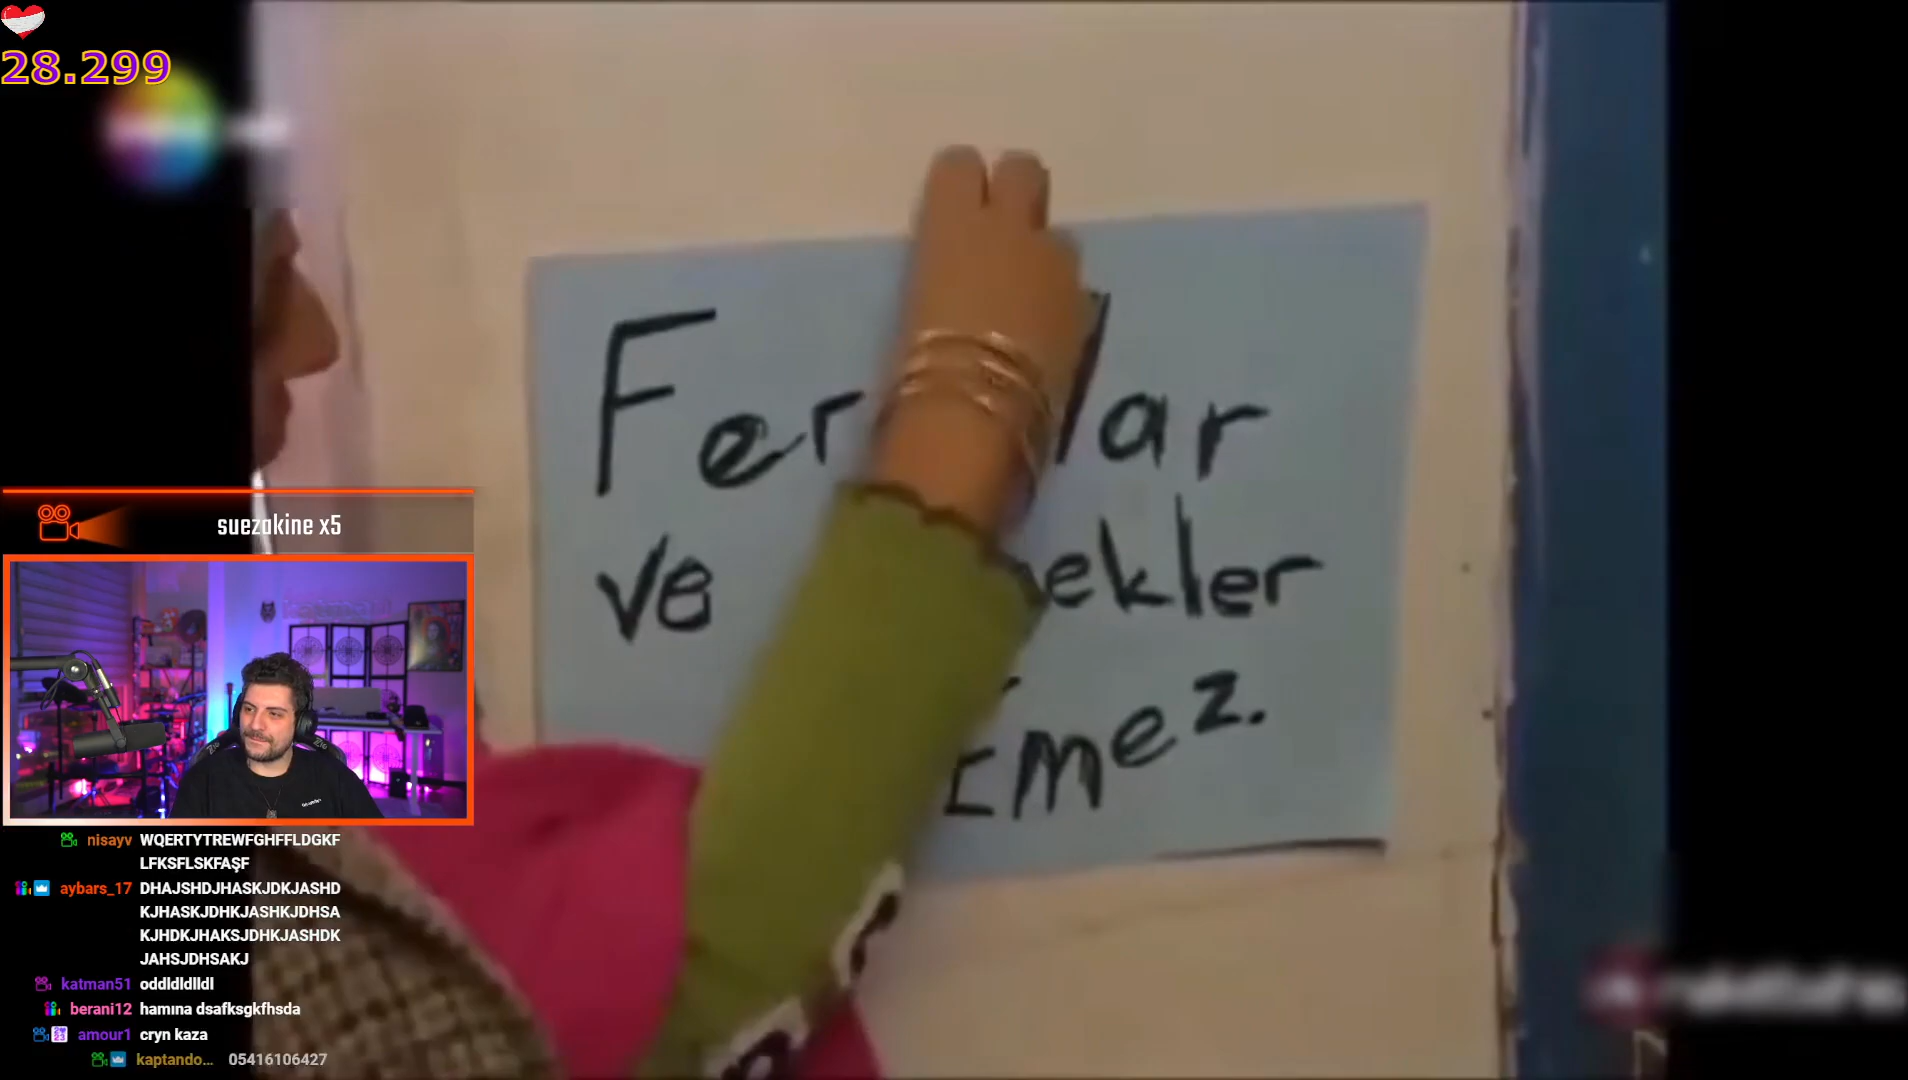 28.299
Fer lar
ve ekler
mez.
suezakine x5
nisayv WQERTYTREWFGHFFLDGKF
LFKSFLSKFAŞF
aybars_17 DHAJSHDJHASKJDKJASHD
KJHASKJDHKJASHKJDHSA
KJHDKJHAKSJDHKJASHDK
JAHSJDHSAKJ
katman51 oddldldlldl
berani12 hamına dsafksgkfhsda
amour1 cryn kaza
kaptando... 05416106427